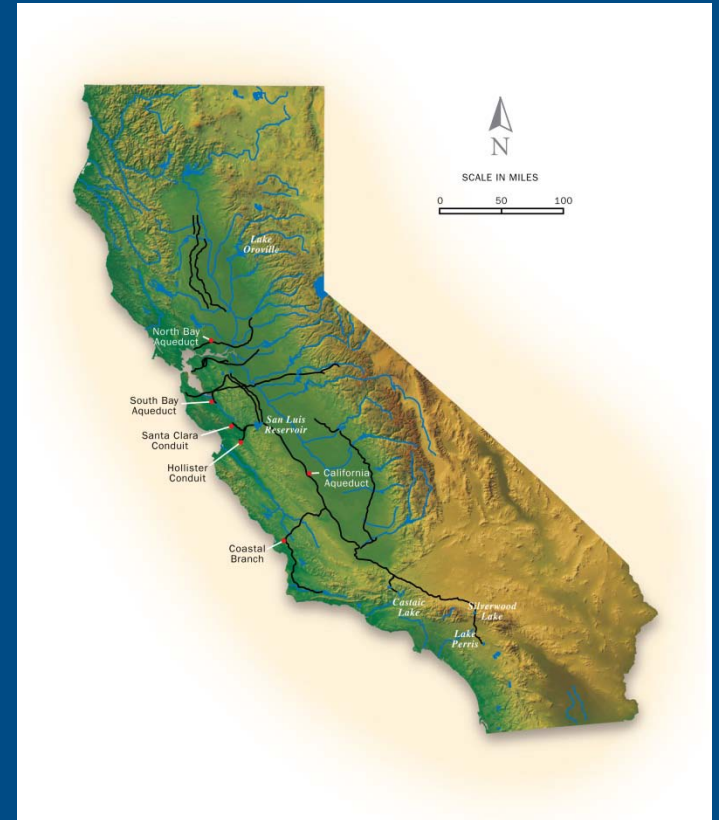 N
SCALE IN MILES
0 50 100
Lake
Oroville
North Bay
Aqueduct
South Bay
Aqueduct
San Luis
Reservoir
Santa Clara
Conduit
Hollister
Conduit
California
Aqueduct
Coastal
Branch
Castaic
Lake
Silverwood
Lake
Lake
Perris